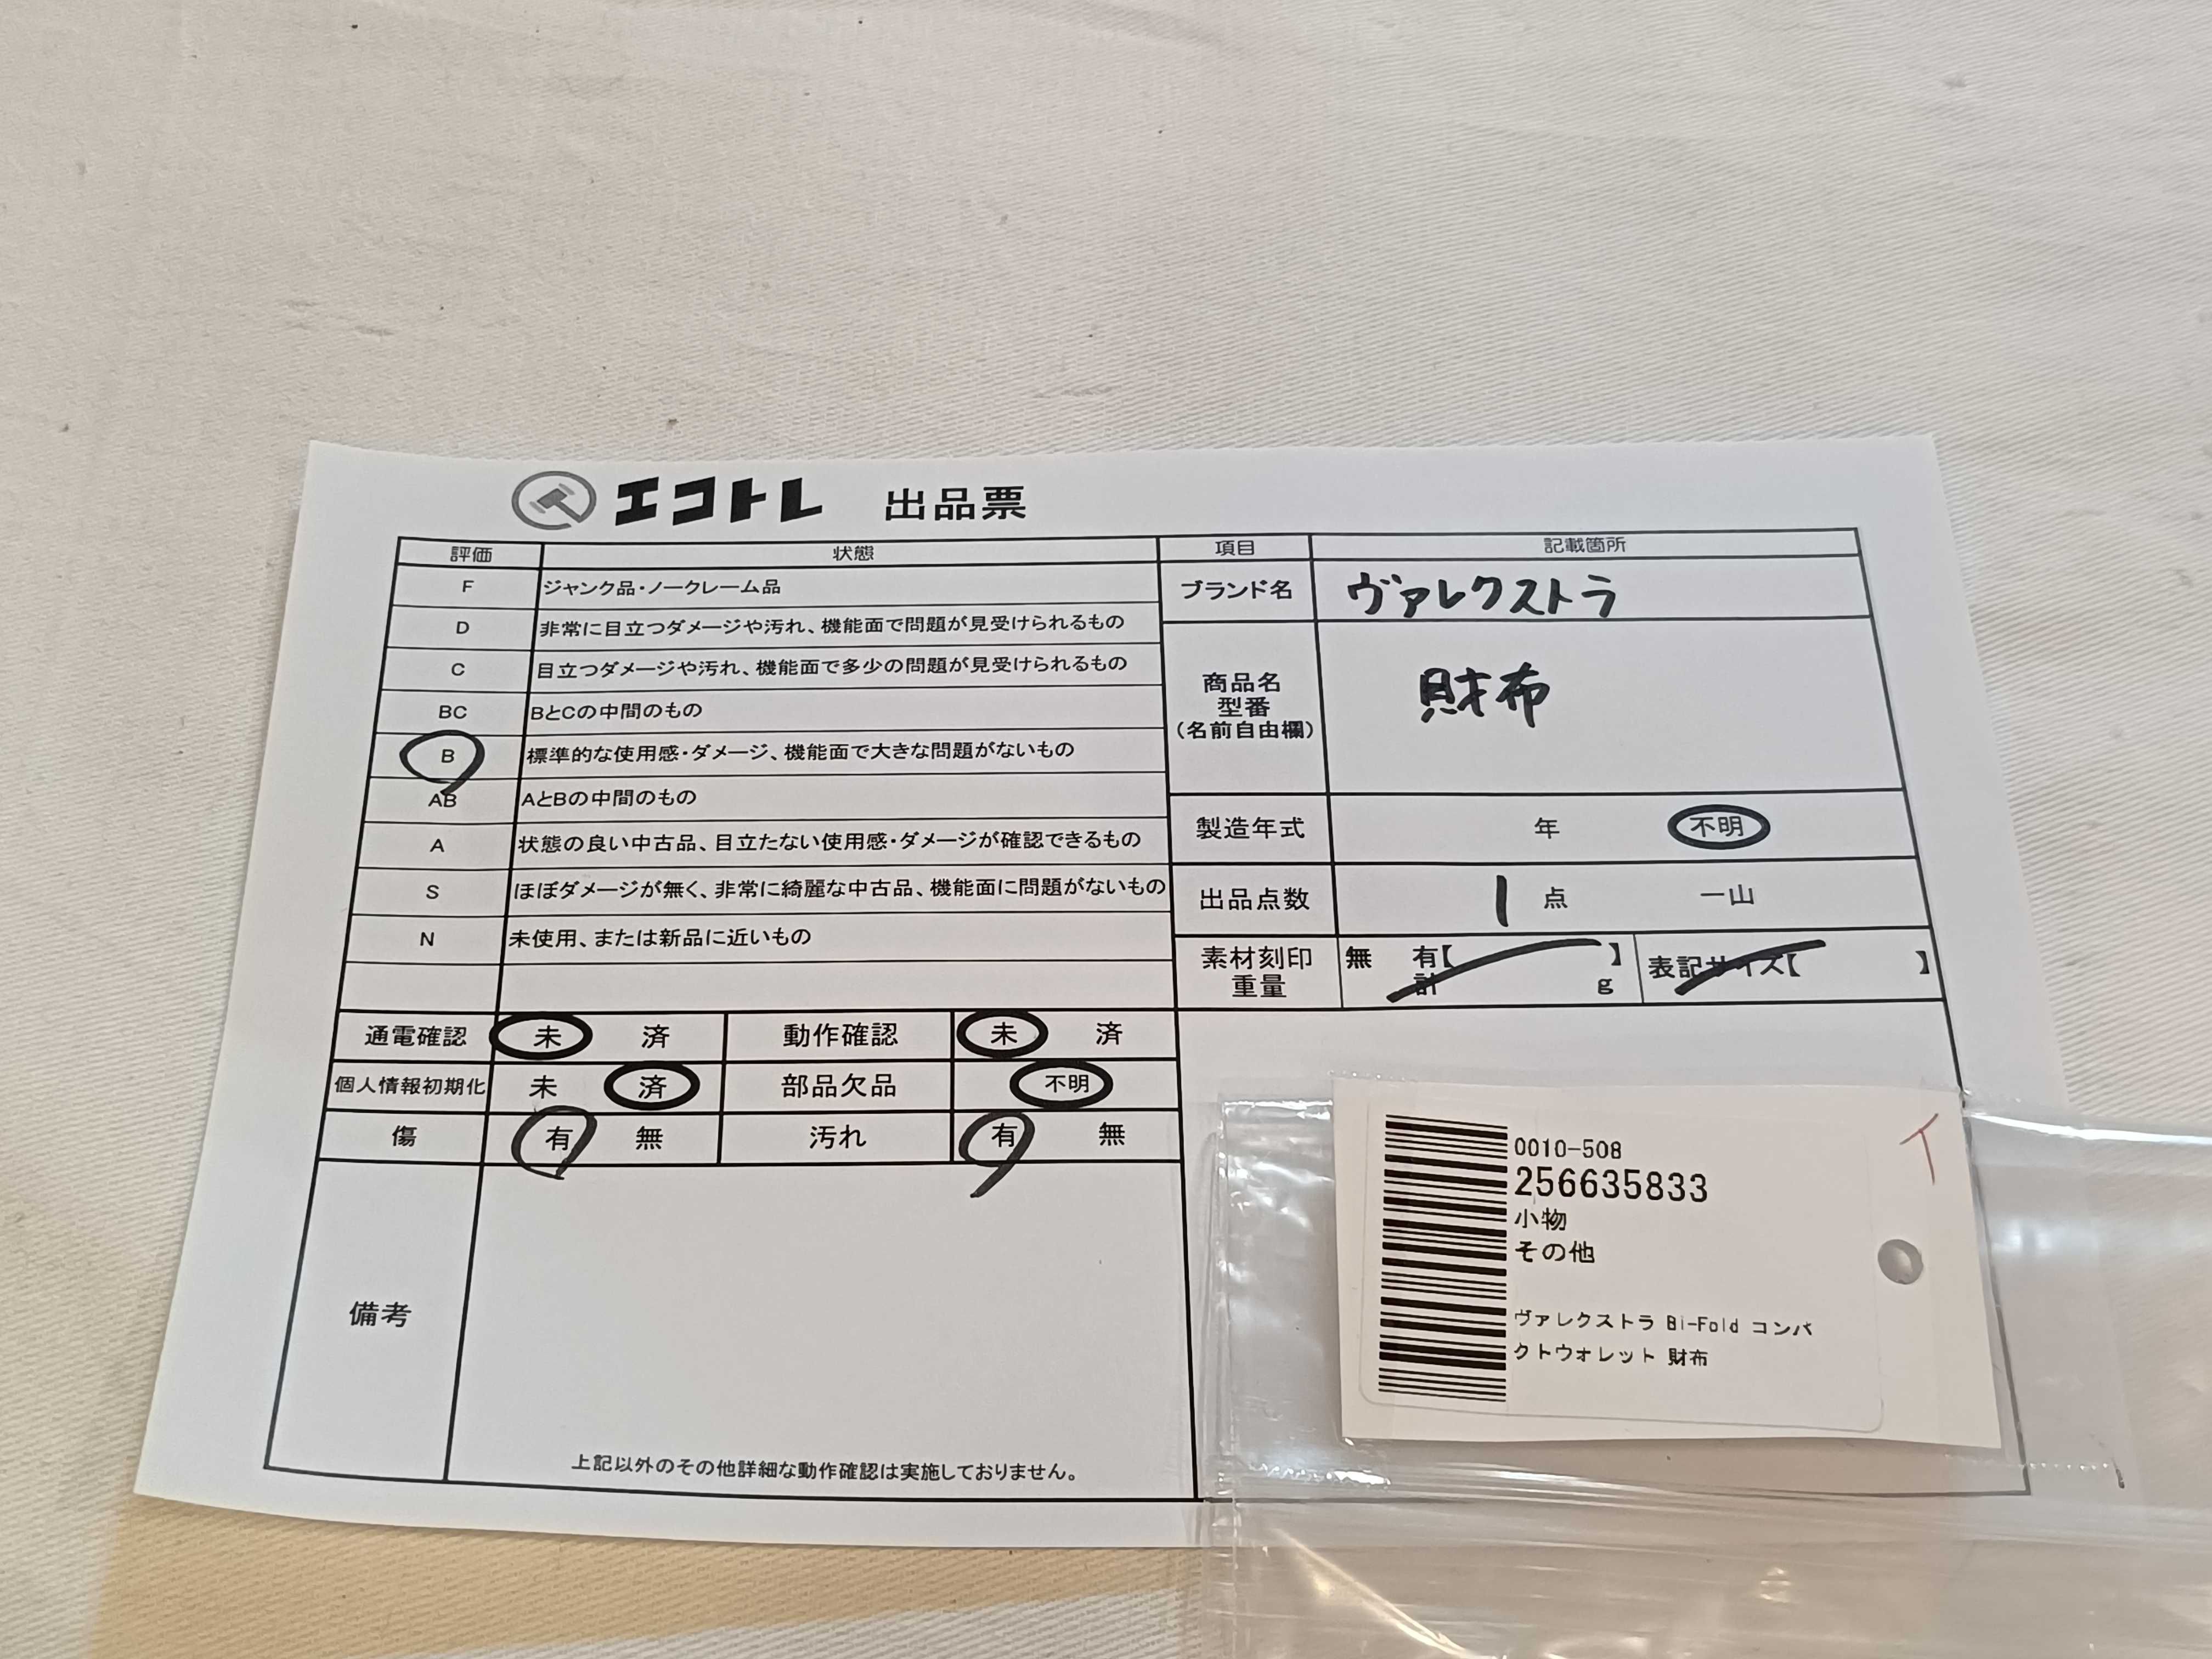 エコトレ 出品票
評価 状態
F ジャンク品・ノークレーム品
D 非常に目立つダメージや汚れ、機能面で問題が見受けられるもの
C 目立つダメージや汚れ、機能面で多少の問題が見受けられるもの
BC BとCの中間のもの
B 標準的な使用感・ダメージ、機能面で大きな問題がないもの
AB AとBの中間のもの
A 状態の良い中古品、目立たない使用感・ダメージが確認できるもの
S ほぼダメージが無く、非常に綺麗な中古品、機能面に問題がないもの
N 未使用、または新品に近いもの
項目 記載箇所
ブランド名 ヴァレクストラ
商品名
型番
(名前自由欄)
財布
製造年式 年 不明
出品点数 1 点 一山
素材刻印 無 有【 】
重量 計 g
表記サイズ【 】
通電確認 未 済 動作確認 未 済
個人情報初期化 未 済 部品欠品 不明
傷 有 無 汚れ 有 無
備考
上記以外のその他詳細な動作確認は実施しておりません。
0010-508
256635833
小物
その他
ヴァレクストラ Bi-Fold コンパ
クトウォレット 財布